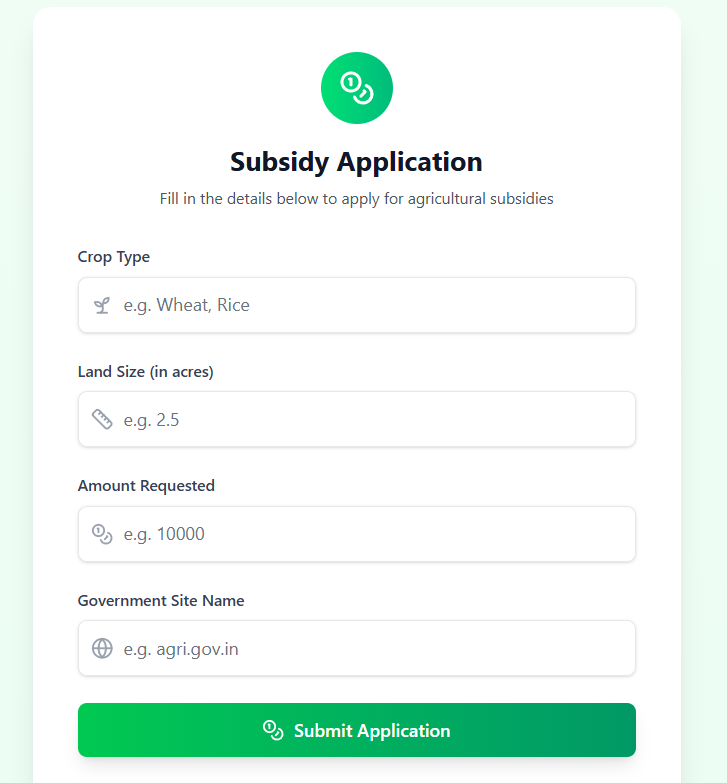 Subsidy Application
Fill in the details below to apply for agricultural subsidies
Crop Type
e.g. Wheat, Rice
Land Size (in acres)
e.g. 2.5
Amount Requested
e.g. 10000
Government Site Name
e.g. agri.gov.in
Submit Application